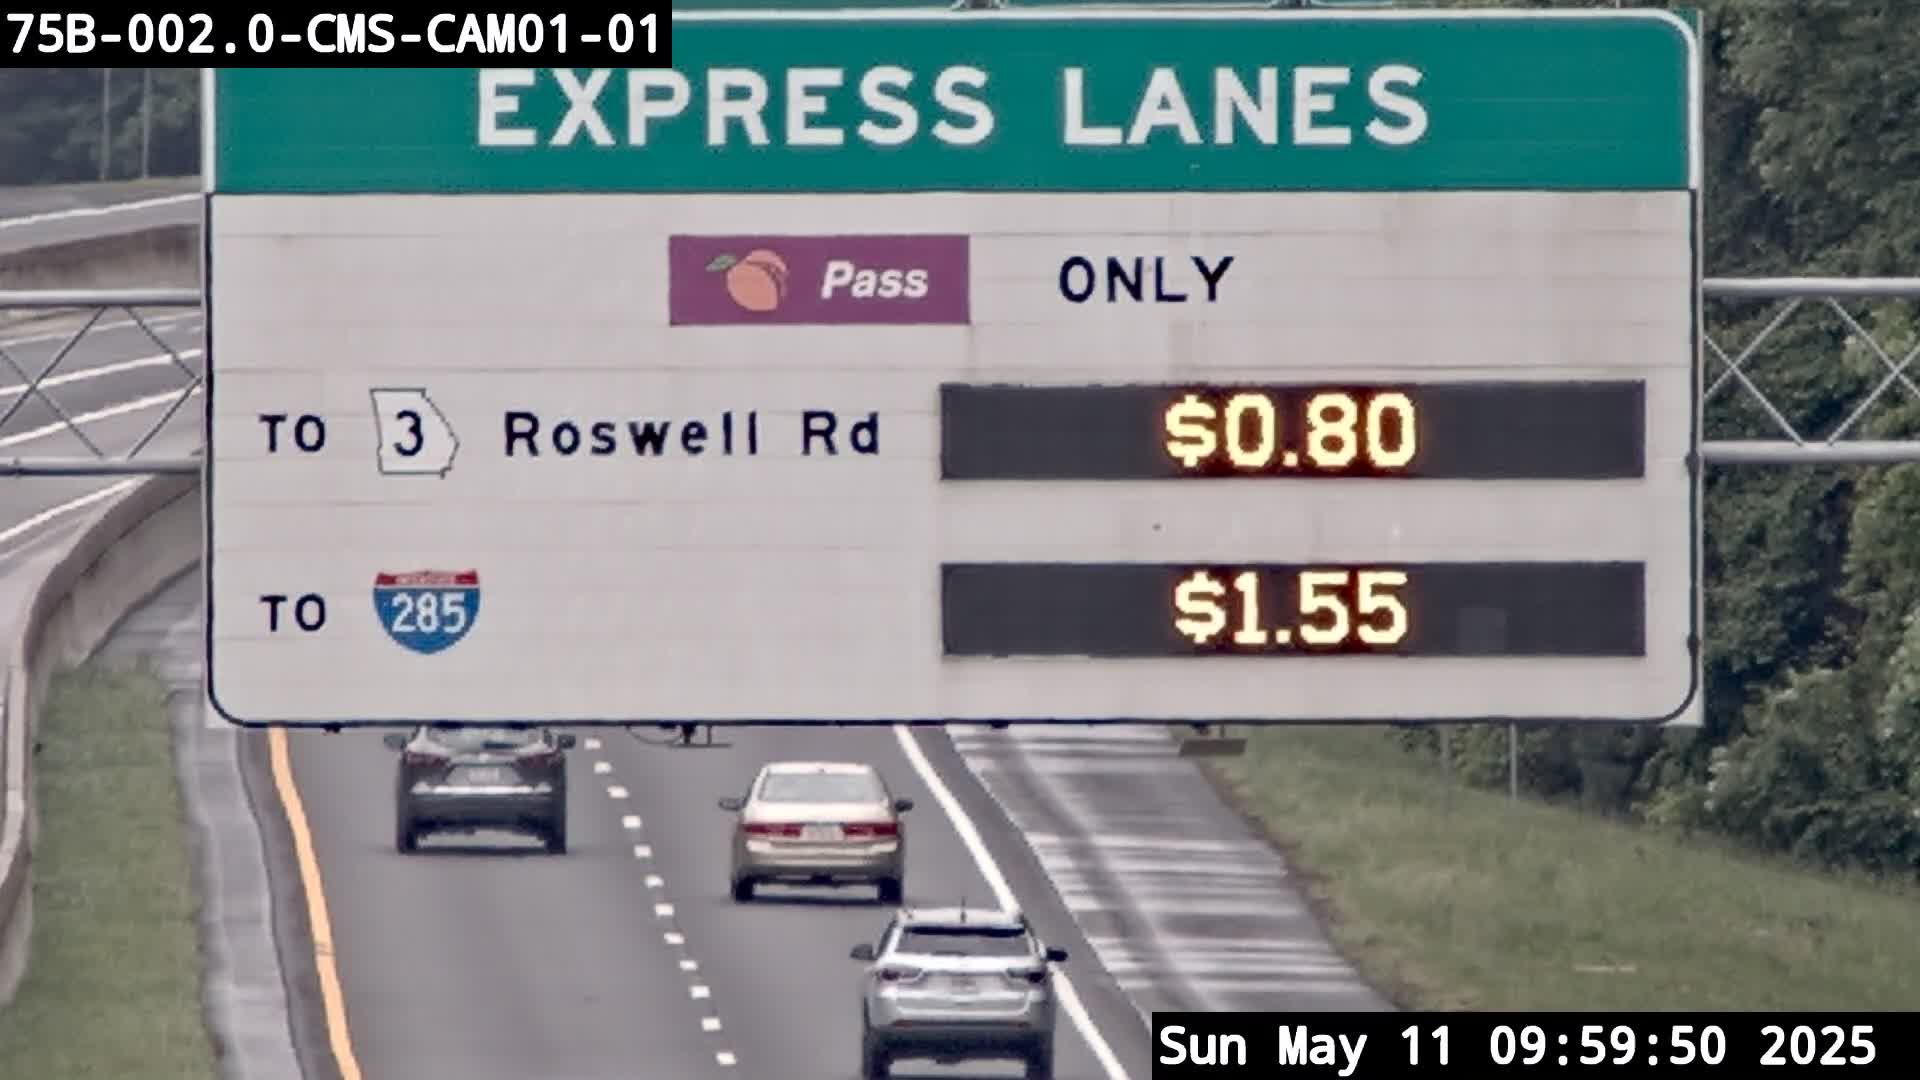 75B-002.0-CMS-CAM01-01
EXPRESS LANES
Pass ONLY
TO 3 Roswell Rd $0.80
INTERSTATE
TO 285 $1.55
Sun May 11 09:59:50 2025